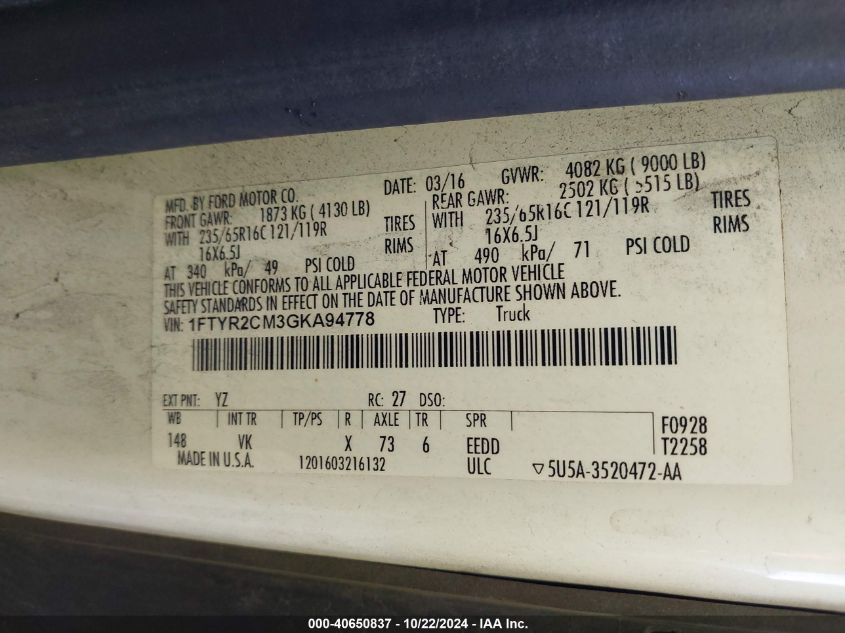 MFD. BY FORD MOTOR CO. DATE: 03/16 GVWR: 4082 KG ( 9000 LB)
FRONT GAWR: 1873 KG ( 4130 LB) REAR GAWR: 2502 KG ( 5515 LB)
WITH 235/65R16C 121/119R TIRES WITH 235/65R16C 121/119R TIRES
16X6.5J RIMS 16X6.5J RIMS
AT 340 kPa/ 49 PSI COLD AT 490 kPa/ 71 PSI COLD
THIS VEHICLE CONFORMS TO ALL APPLICABLE FEDERAL MOTOR VEHICLE
SAFETY STANDARDS IN EFFECT ON THE DATE OF MANUFACTURE SHOWN ABOVE.
VIN: 1FTYR2CM3GKA94778 TYPE: Truck
EXT PNT: YZ RC: 27 DSO:
WB INT TR TP/PS R AXLE TR SPR F0928
148 VK X 73 6 EEDD T2258
MADE IN U.S.A. 1201603216132 ULC ▽5U5A-3520472-AA
000-40650837 - 10/22/2024 - IAA Inc.